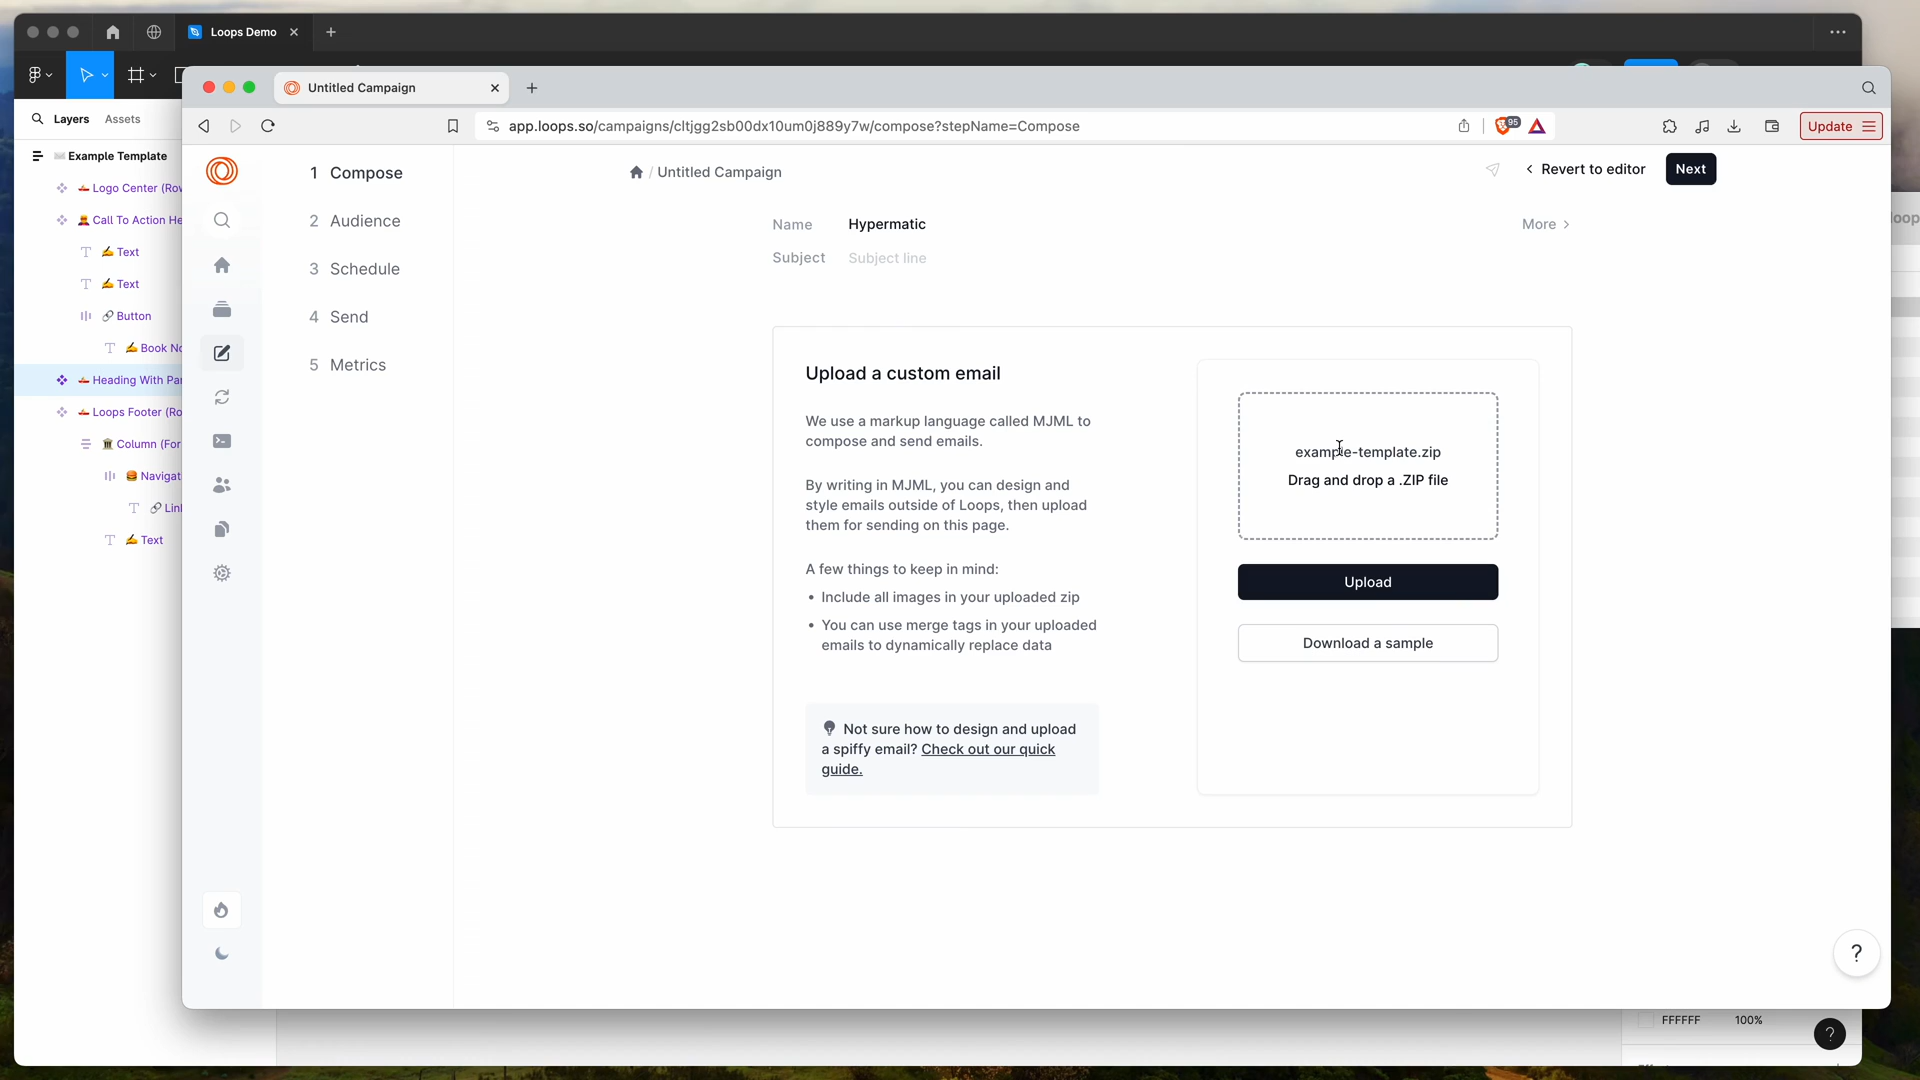 Loops Demo
Layers
Assets
Example Template
Logo Center (Ro
Call To Action He
Text
Text
Button
Book No
Heading With Par
Loops Footer (Ro
Column (For
Navigat
Lin
Text
Untitled Campaign
app.loops.so/campaigns/cltjgg2sb00dx10um0j889y7w/compose?stepName=Compose
95
Update
1 Compose
2 Audience
3 Schedule
4 Send
5 Metrics
/ Untitled Campaign
Revert to editor
Next
Name Hypermatic
More
Subject Subject line
Upload a custom email
We use a markup language called MJML to
compose and send emails.
By writing in MJML, you can design and
style emails outside of Loops, then upload
them for sending on this page.
A few things to keep in mind:
• Include all images in your uploaded zip
• You can use merge tags in your uploaded
emails to dynamically replace data
Not sure how to design and upload
a spiffy email? Check out our quick
guide.
example-template.zip
Drag and drop a .ZIP file
Upload
Download a sample
?
loop
FFFFFF 100%
?